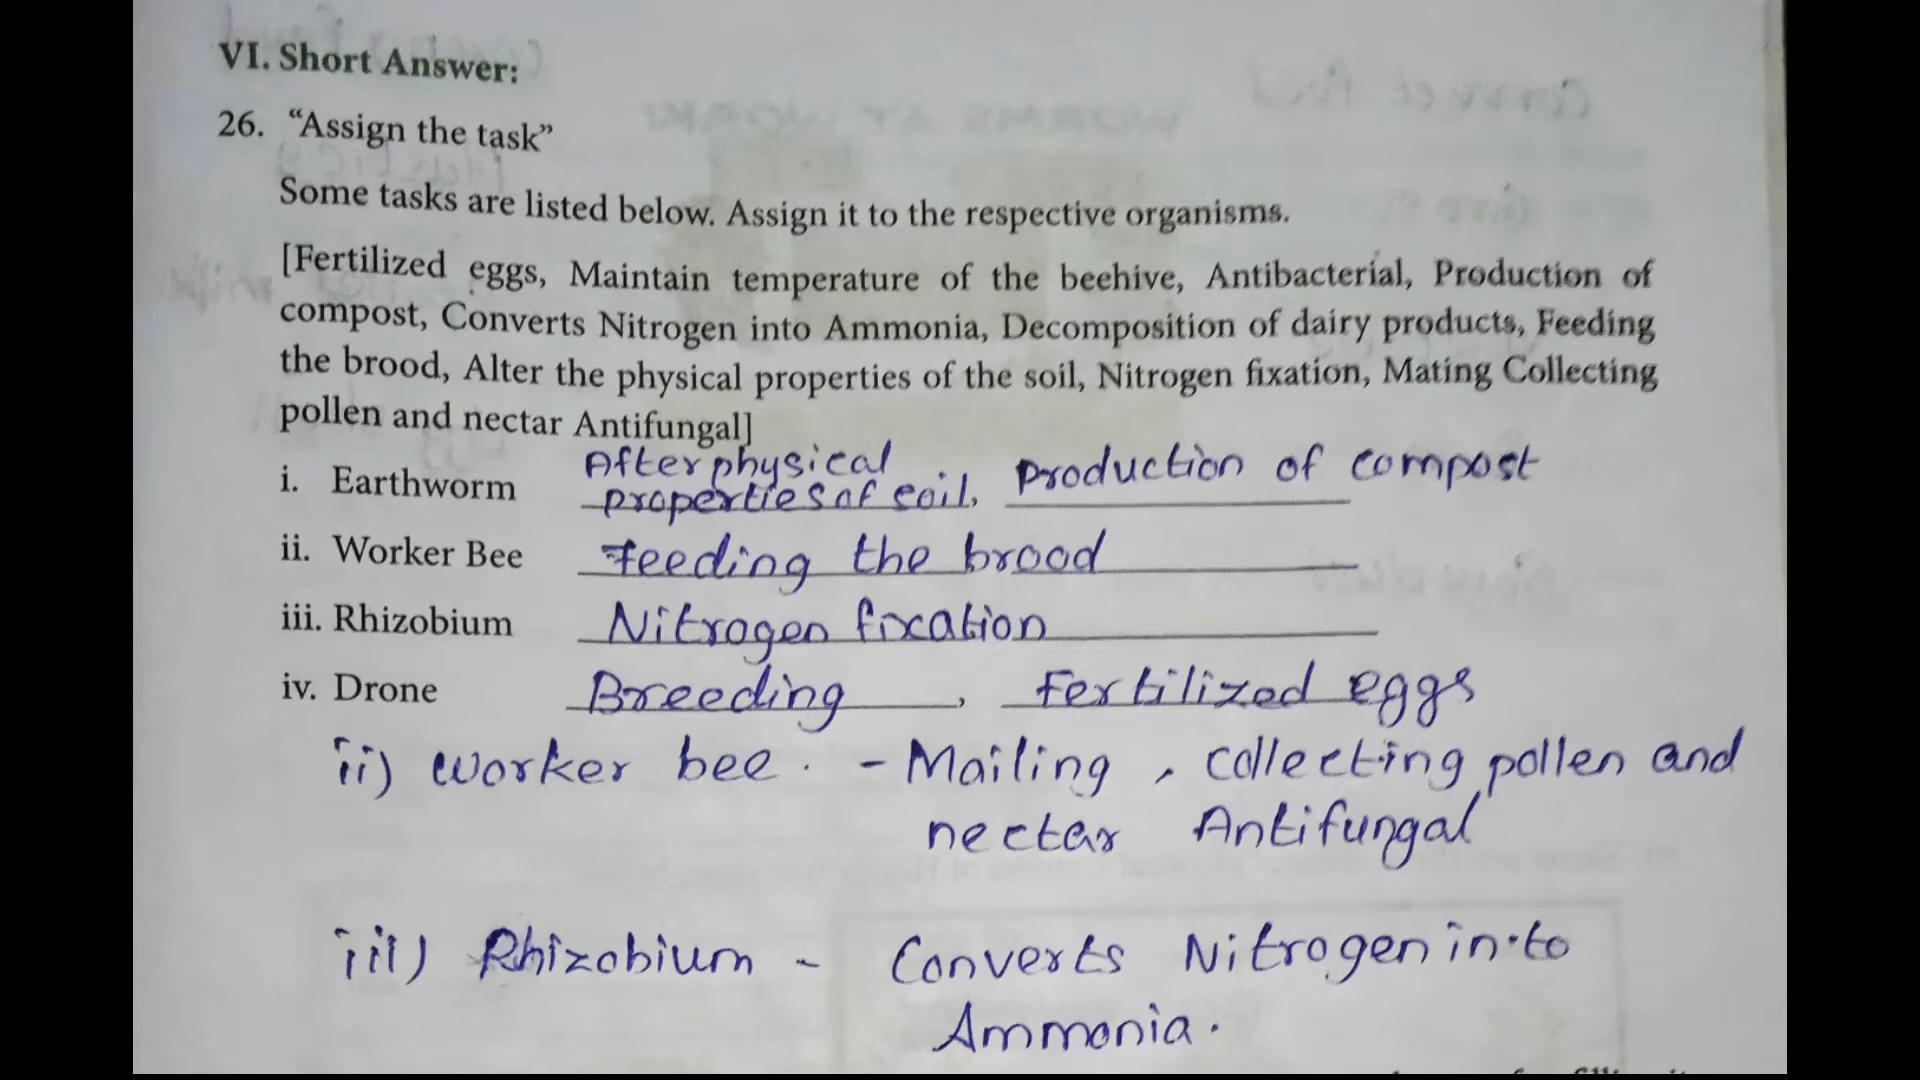 VI. Short Answer:
26. “Assign the task”
Some tasks are listed below. Assign it to the respective organisms.
[Fertilized eggs, Maintain temperature of the beehive, Antibacterial, Production of
compost, Converts Nitrogen into Ammonia, Decomposition of dairy products, Feeding
the brood, Alter the physical properties of the soil, Nitrogen fixation, Mating Collecting
pollen and nectar Antifungal]
i. Earthworm After physical properties of soil, Production of compost
ii. Worker Bee Feeding the brood
iii. Rhizobium Nitrogen fixation
iv. Drone Breeding, Fertilized eggs
ii) Worker bee. - Mailing, collecting pollen and
nectar Antifungal
iii) Rhizobium - Converts Nitrogen into
Ammonia.